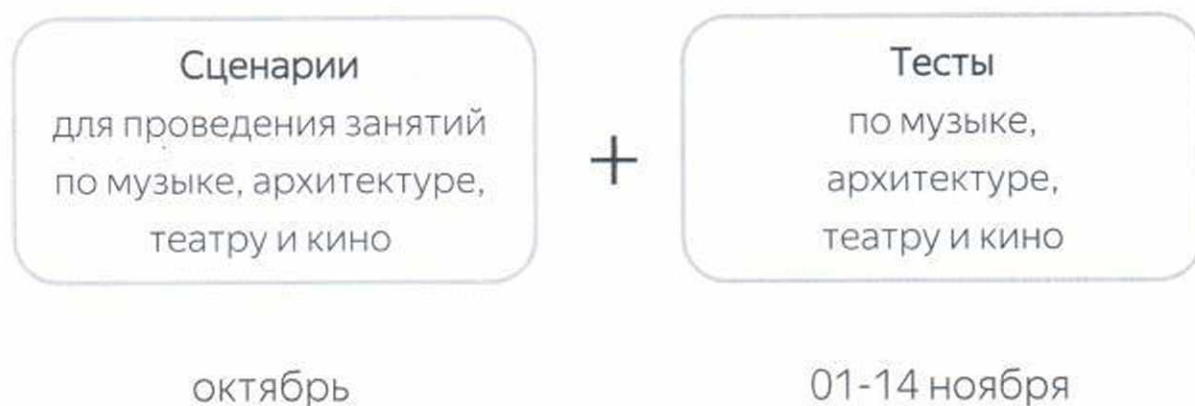 Сценарии
для проведения занятий
по музыке, архитектуре,
театру и кино
+
Тесты
по музыке,
архитектуре,
театру и кино
октябрь
01-14 ноября